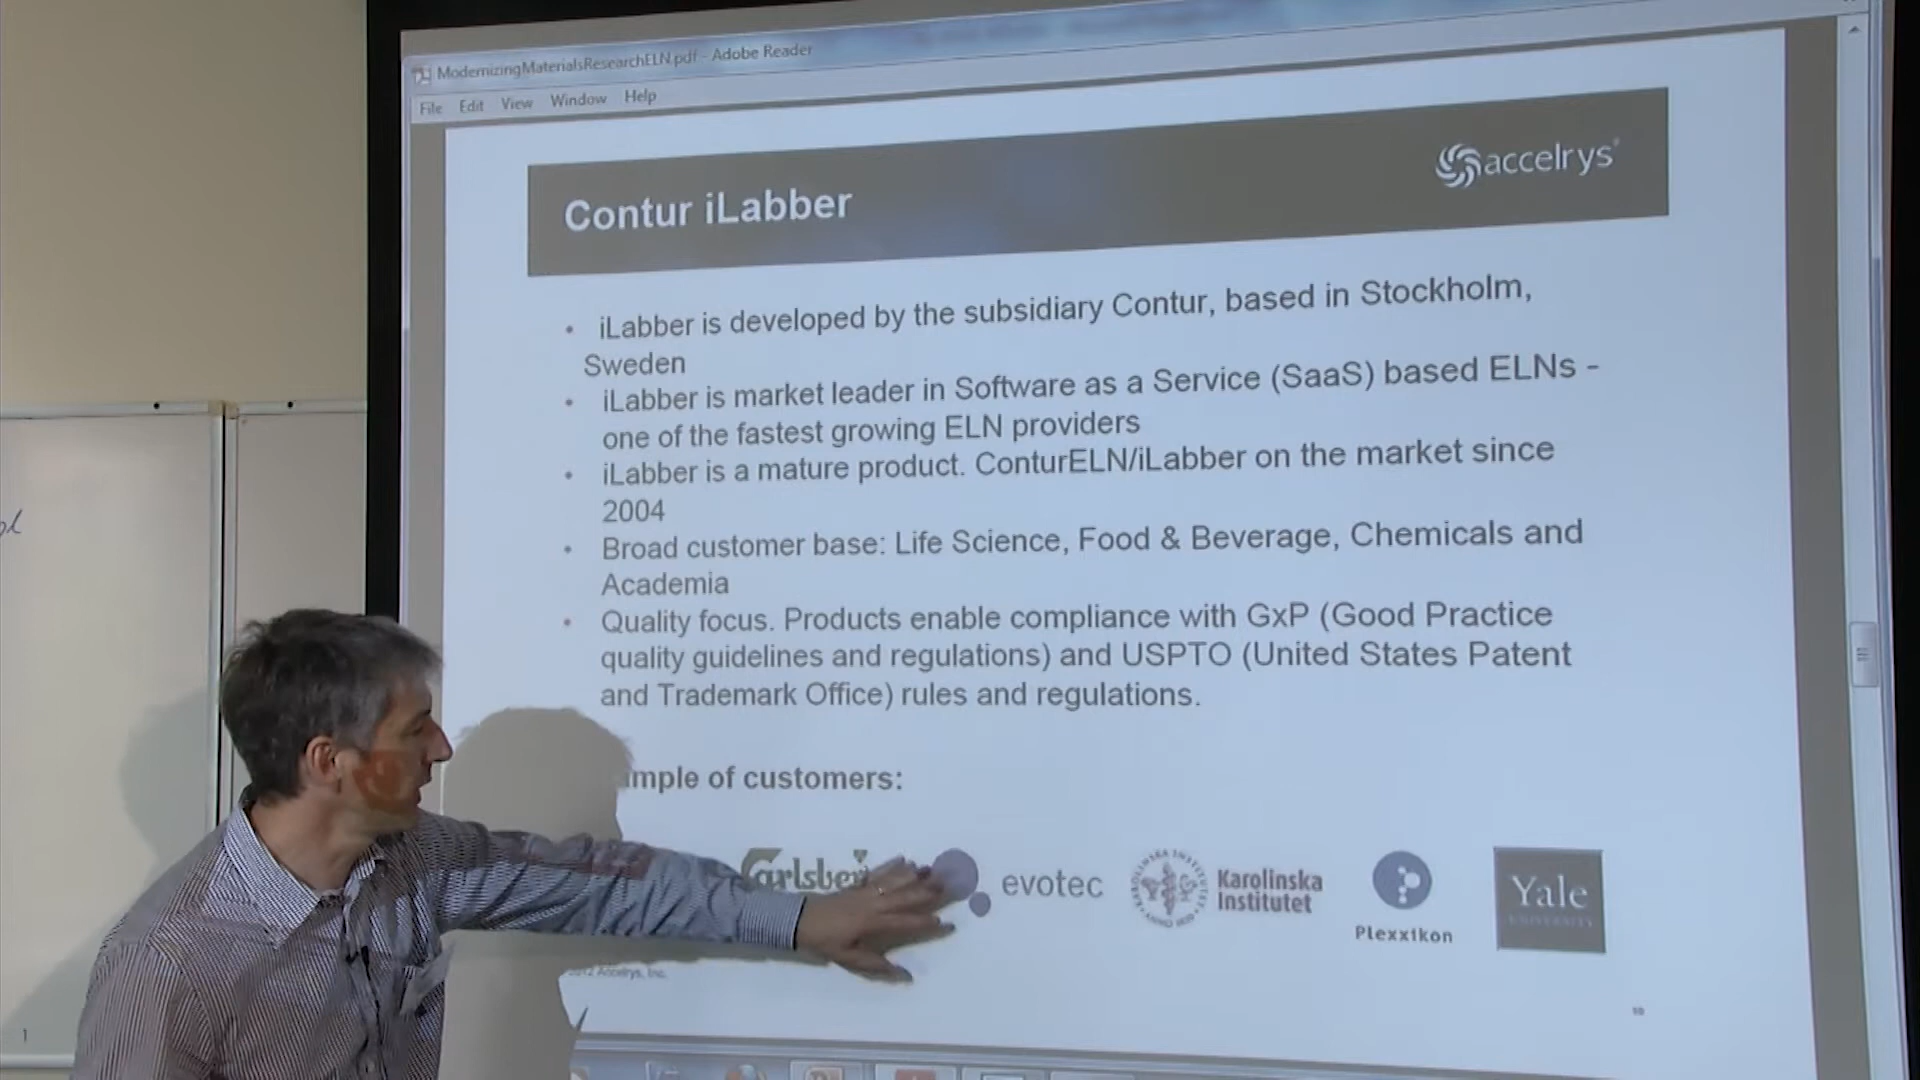 ModernizingMaterialsResearchELN.pdf - Adobe Reader
File Edit View Window Help
accelrys
Contur iLabber
• iLabber is developed by the subsidiary Contur, based in Stockholm,
Sweden
• iLabber is market leader in Software as a Service (SaaS) based ELNs -
one of the fastest growing ELN providers
• iLabber is a mature product. ConturELN/iLabber on the market since
2004
• Broad customer base: Life Science, Food & Beverage, Chemicals and
Academia
• Quality focus. Products enable compliance with GxP (Good Practice
quality guidelines and regulations) and USPTO (United States Patent
and Trademark Office) rules and regulations.
of customers:
evotec
Karolinska
Institutet
Plexxikon
Yale
UNIVERSITY
Accelrys, Inc.
10
1